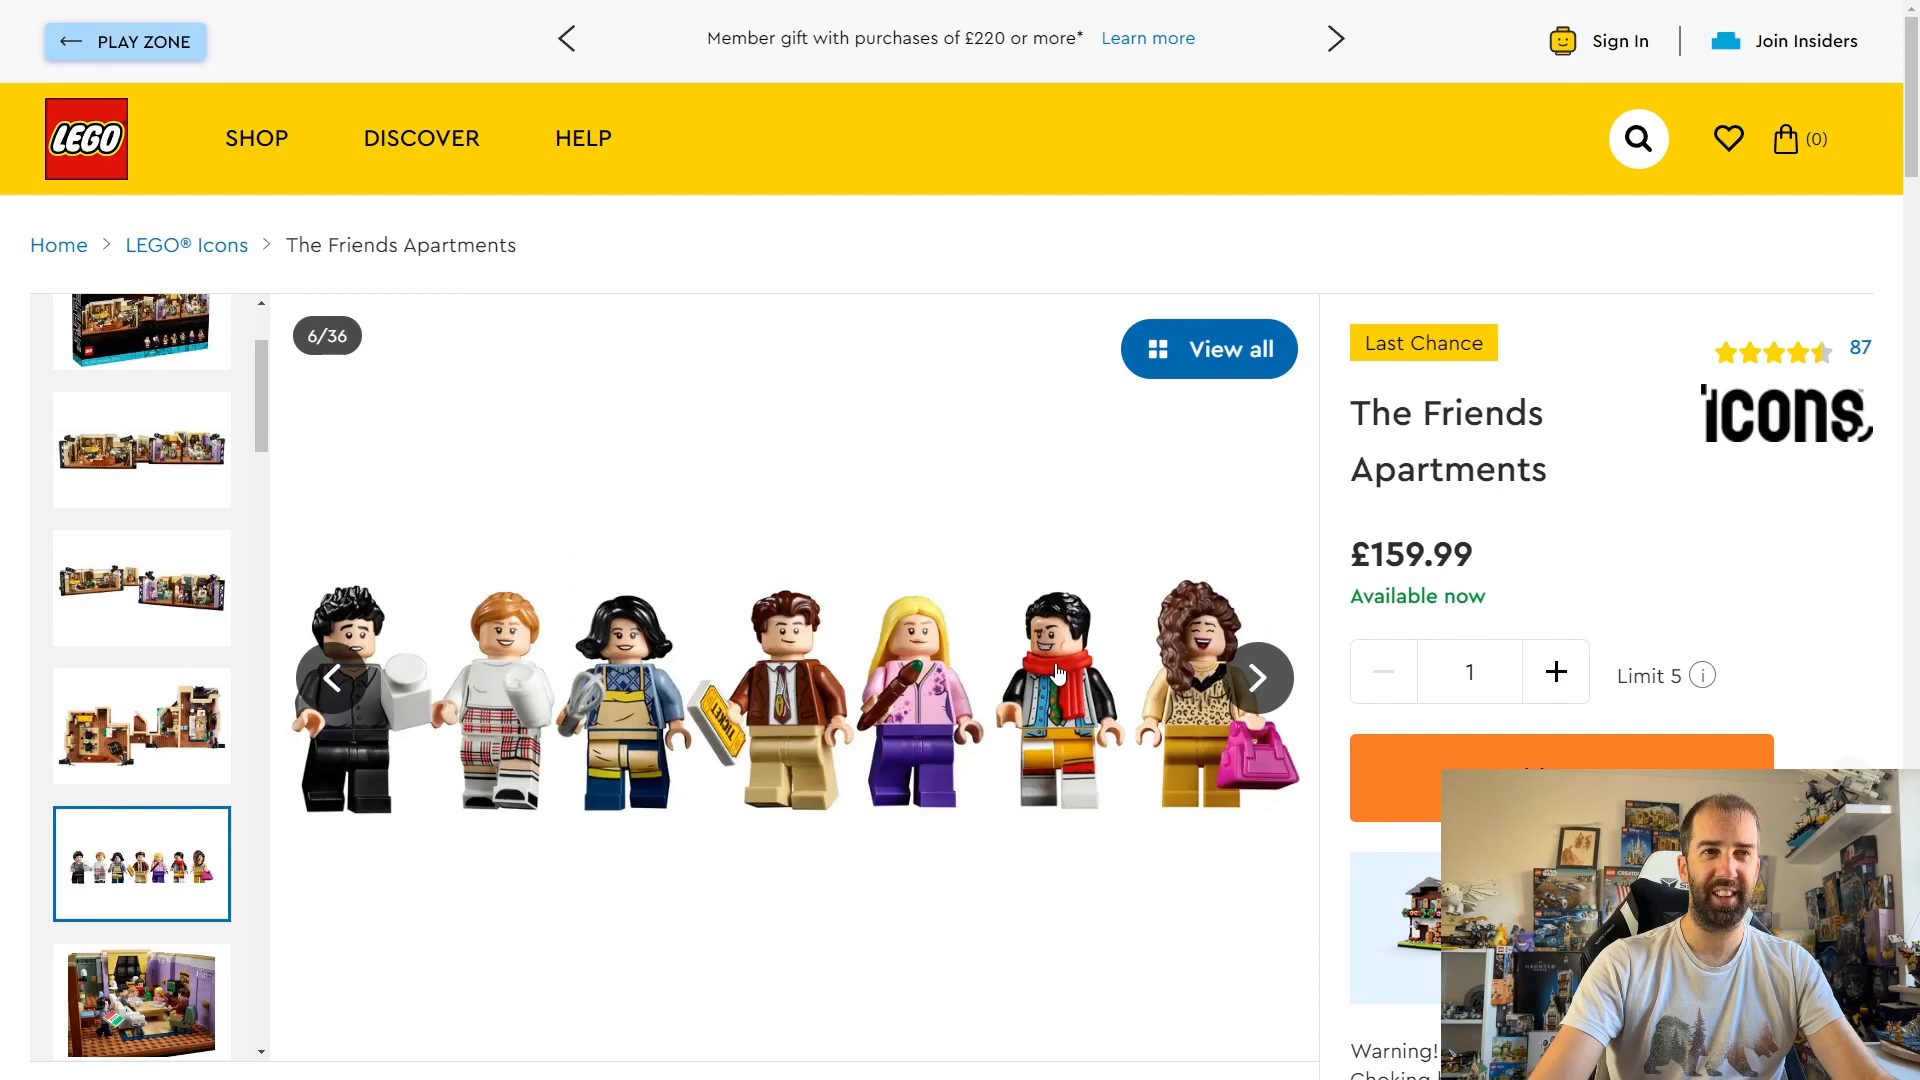 PLAY ZONE
Member gift with purchases of £220 or more* Learn more
Sign In
Join Insiders
LEGO
SHOP
DISCOVER
HELP
(0)
Home > LEGO® Icons > The Friends Apartments
6/36
View all
Last Chance
87
The Friends
Apartments
icons
£159.99
Available now
1
Limit 5
TICKET
Warning!